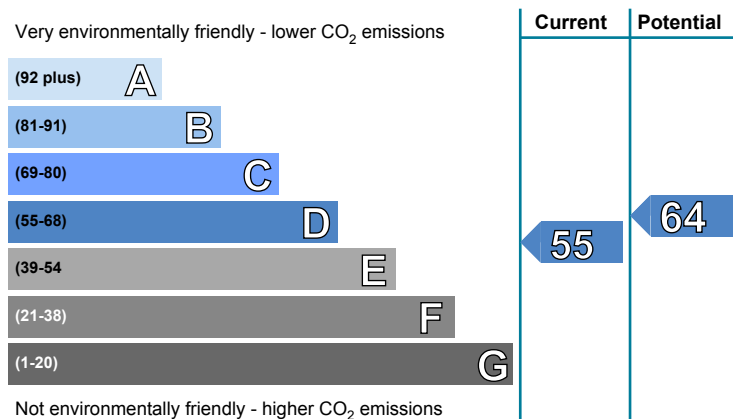 Very environmentally friendly - lower CO2 emissions
Current
Potential
(92 plus) A
(81-91) B
(69-80) C
(55-68) D
(39-54 E
(21-38) F
(1-20) G
55
64
Not environmentally friendly - higher CO2 emissions